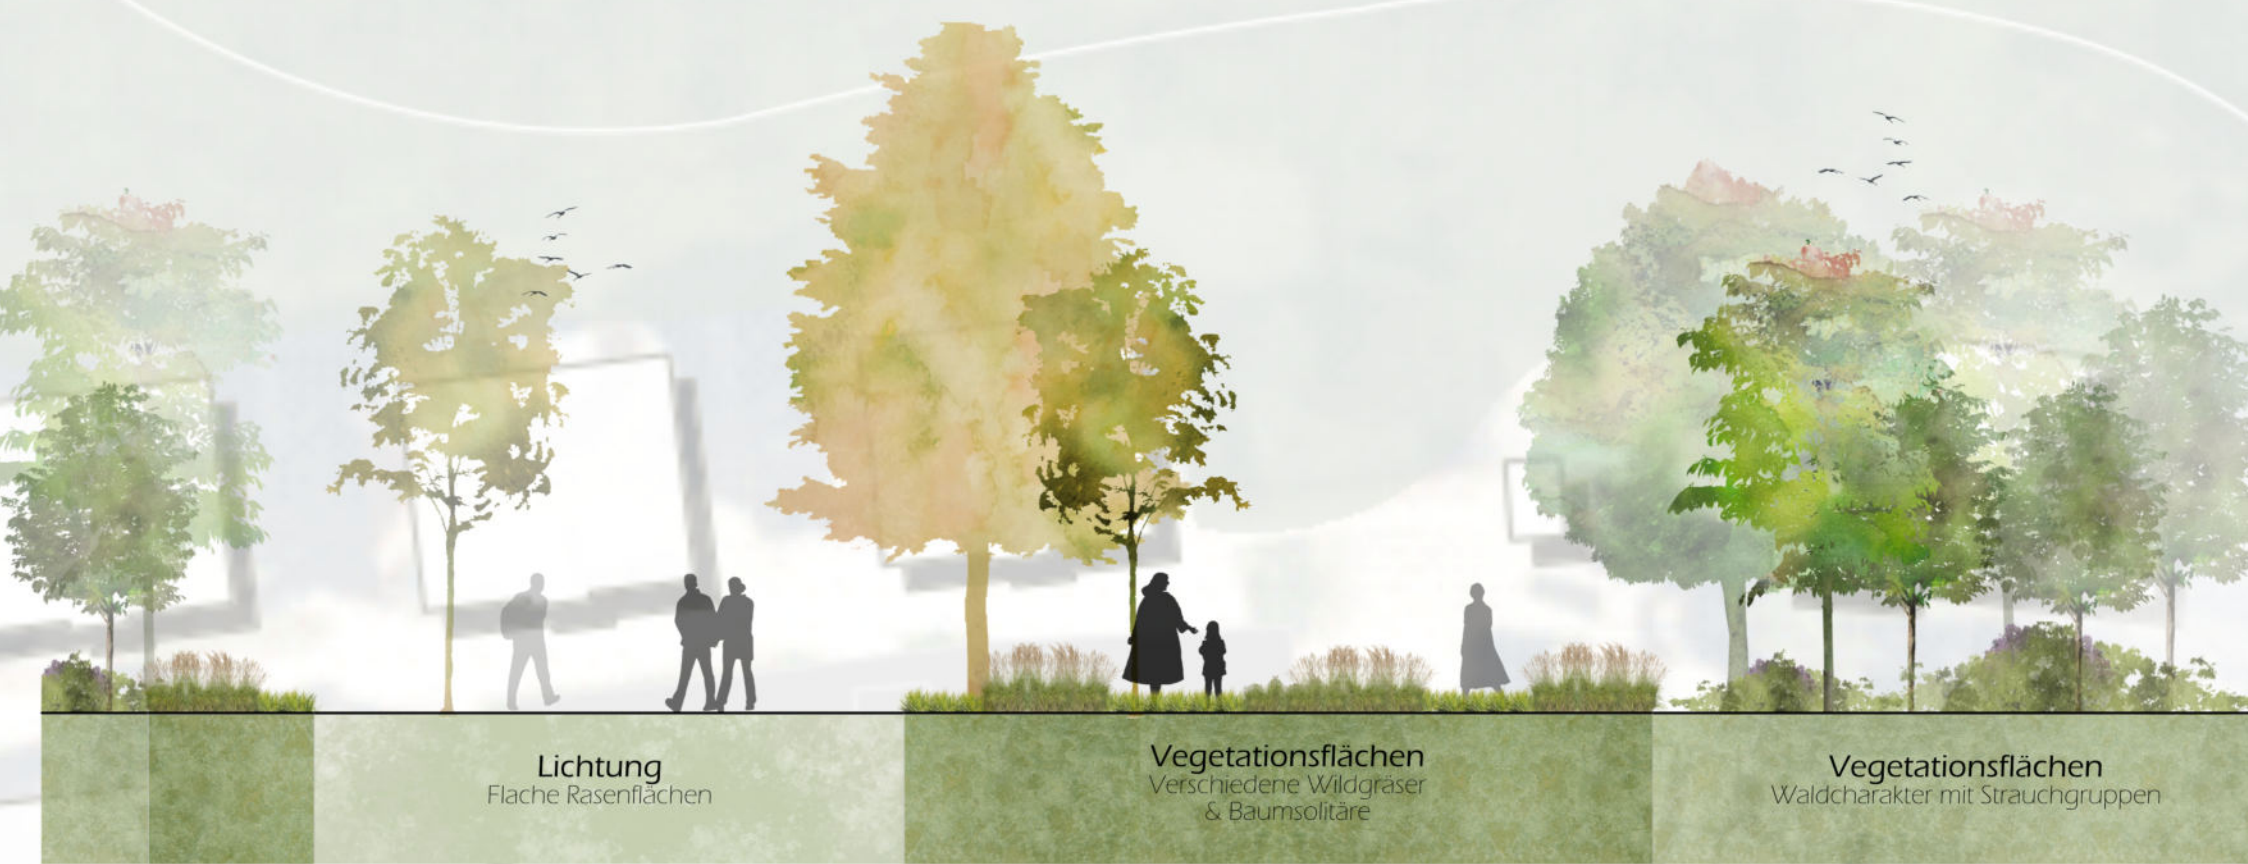 Lichtung
Flache Rasenflächen
Vegetationsflächen
Verschiedene Wildgräser
& Baumsolitäre
Vegetationsflächen
Waldcharakter mit Strauchgruppen